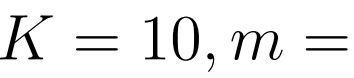 K = 10, m =